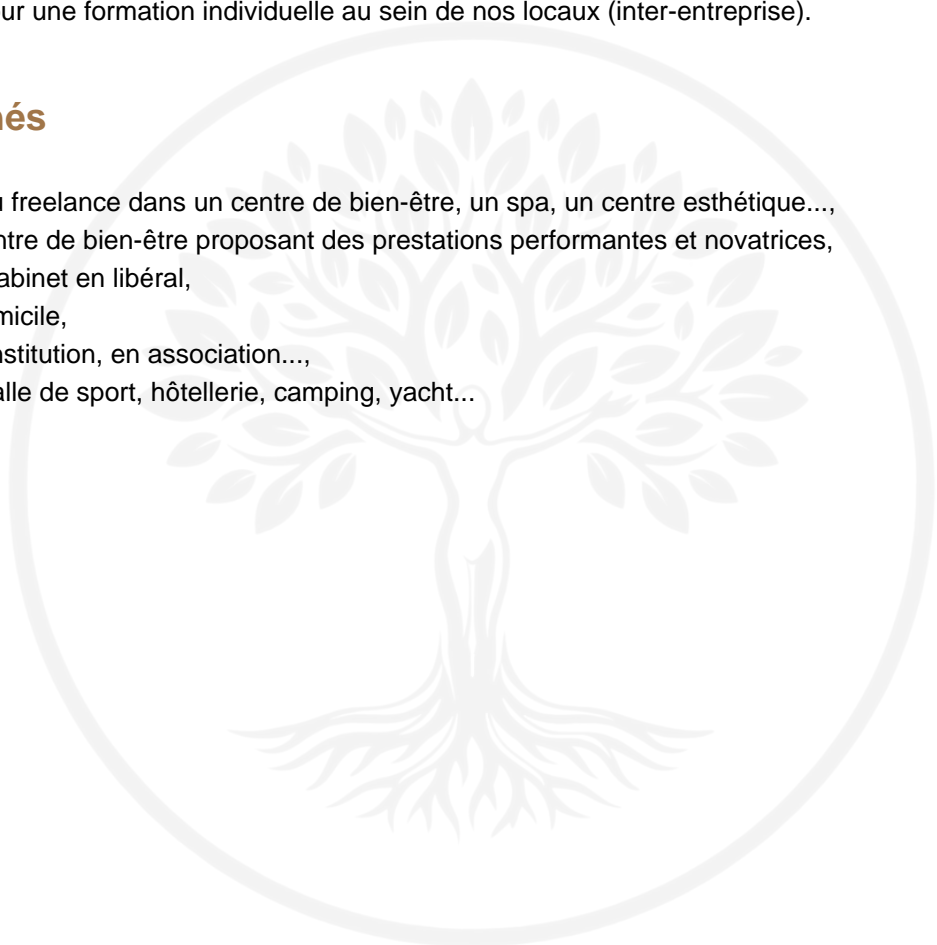 ur une formation individuelle au sein de nos locaux (inter-entreprise).
és
freelance dans un centre de bien-être, un spa, un centre esthétique...,
ntre de bien-être proposant des prestations performantes et novatrices,
abinet en libéral,
micile,
nstitution, en association...,
alle de sport, hôtellerie, camping, yacht...